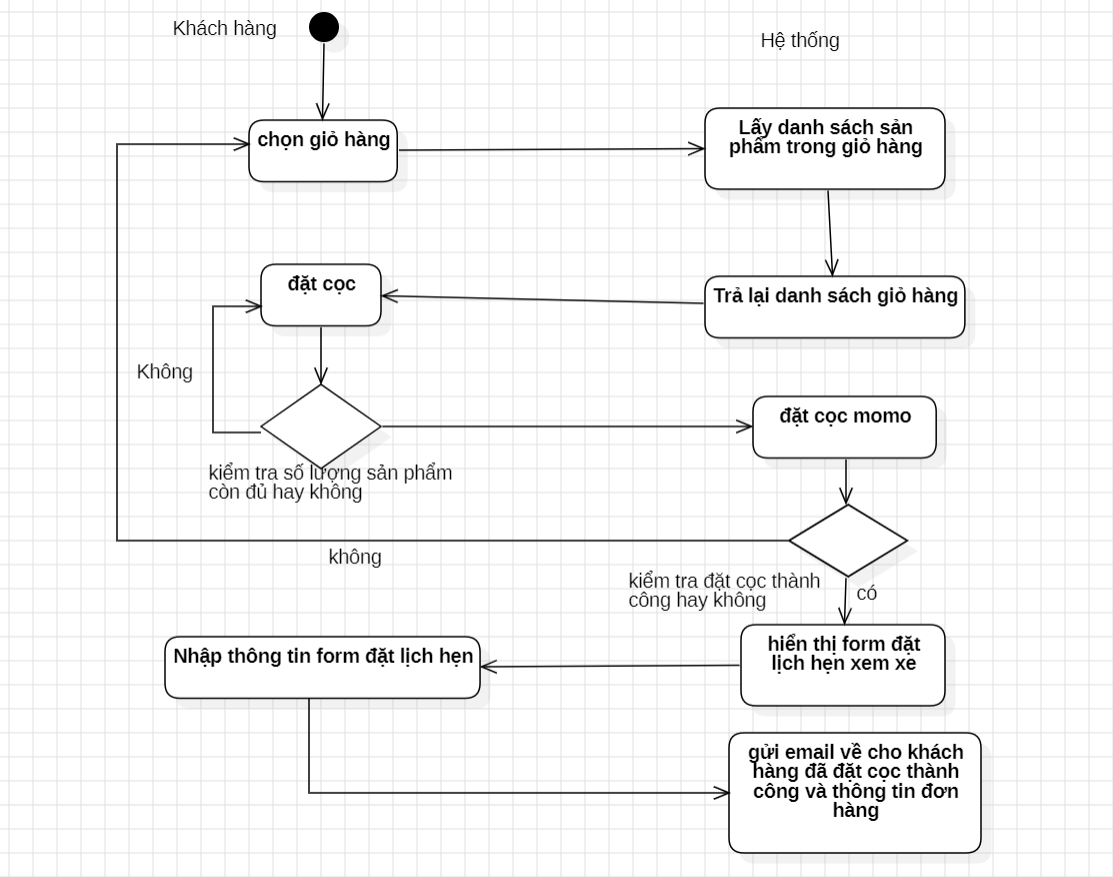 Khách hàng
Hệ thống
chọn giỏ hàng
Lấy danh sách sản
phẩm trong giỏ hàng
đặt cọc
Trả lại danh sách giỏ hàng
Không
đặt cọc momo
kiểm tra số lượng sản phẩm
còn đủ hay không
không
kiểm tra đặt cọc thành
công hay không
có
hiển thị form đặt
lịch hẹn xem xe
Nhập thông tin form đặt lịch hẹn
gửi email về cho khách
hàng đã đặt cọc thành
công và thông tin đơn
hàng